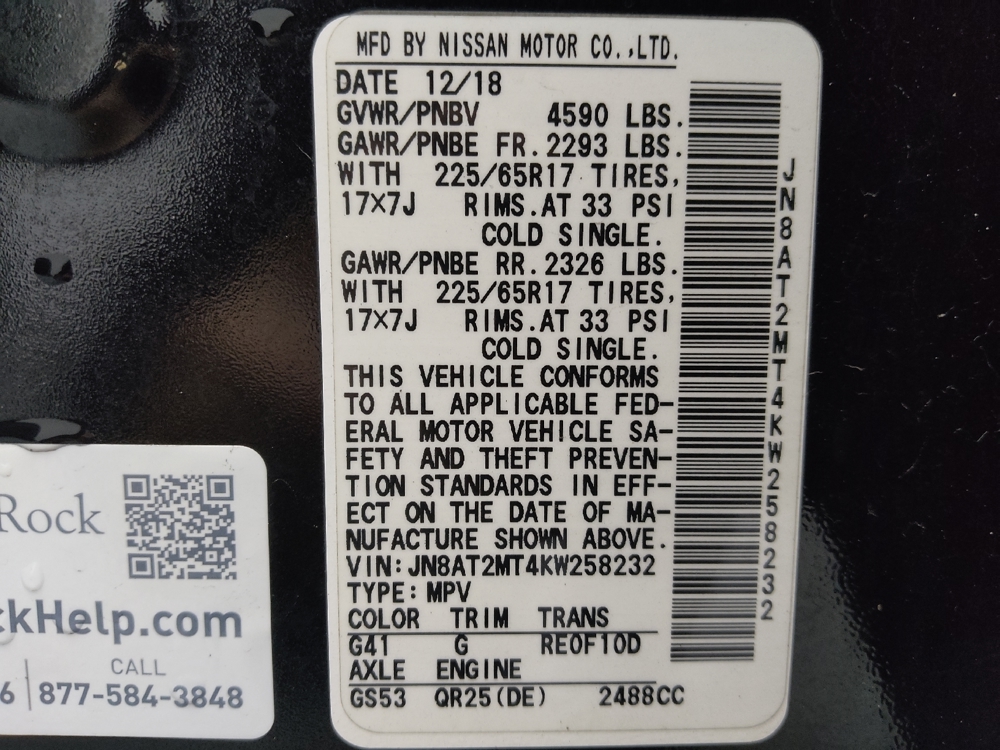 MFD BY NISSAN MOTOR CO.,LTD.
DATE 12/18
GVWR/PNBV 4590 LBS.
GAWR/PNBE FR.2293 LBS.
WITH 225/65R17 TIRES,
17×7J RIMS.AT 33 PSI
COLD SINGLE.
GAWR/PNBE RR.2326 LBS.
WITH 225/65R17 TIRES,
17×7J RIMS.AT 33 PSI
COLD SINGLE.
THIS VEHICLE CONFORMS
TO ALL APPLICABLE FED-
ERAL MOTOR VEHICLE SA-
FETY AND THEFT PREVEN-
TION STANDARDS IN EFF-
ECT ON THE DATE OF MA-
NUFACTURE SHOWN ABOVE.
VIN:JN8AT2MT4KW258232
TYPE:MPV
COLOR TRIM TRANS
G41 G RE0F10D
AXLE ENGINE
GS53 QR25(DE) 2488CC
JN8AT2MT4KW258232
Rock
ckHelp.com
CALL
6 877-584-3848